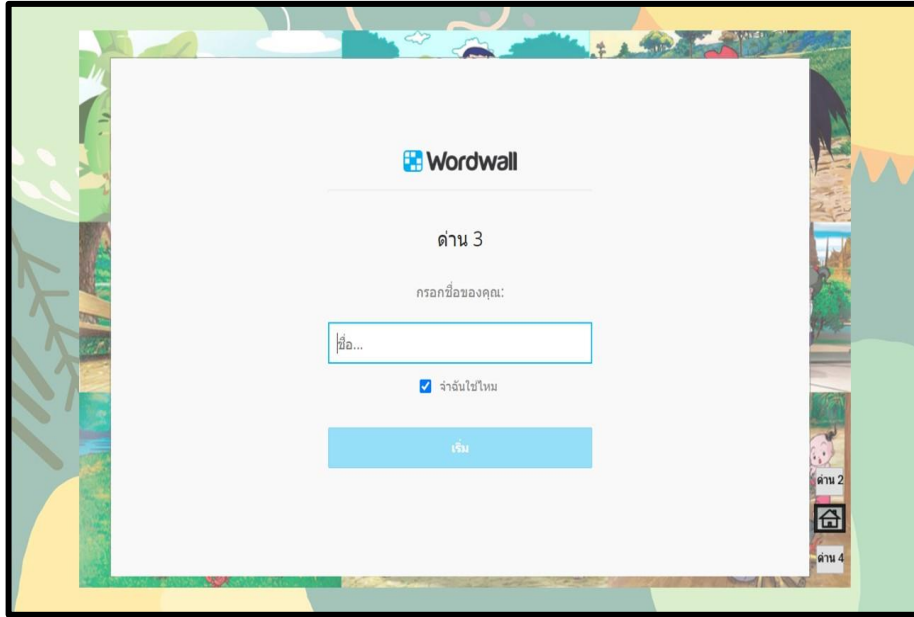 Wordwall
ด่าน 3
กรอกชื่อของคุณ:
ชื่อ...
จำฉันใช่ไหม
เริ่ม
ด่าน 2
ด่าน 4